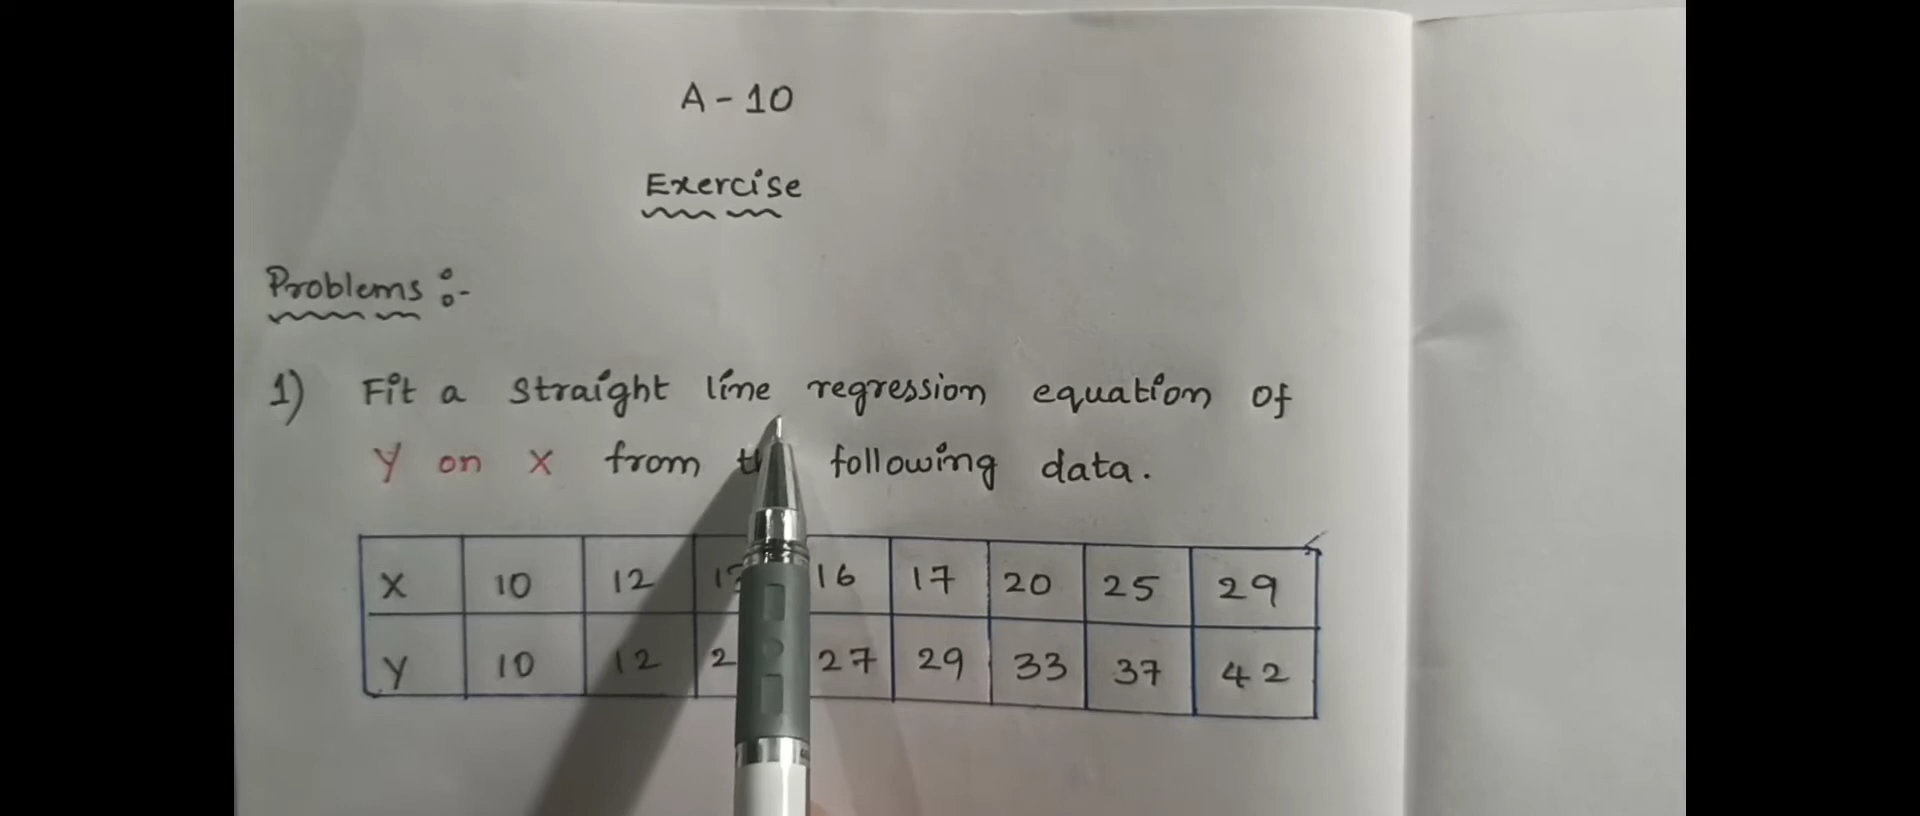 A - 10
Exercise
Problems :-
1) Fit a straight line regression equation of
Y on X from following data.
X 10 12 16 17 20 25 29
Y 10 12 27 29 33 37 42